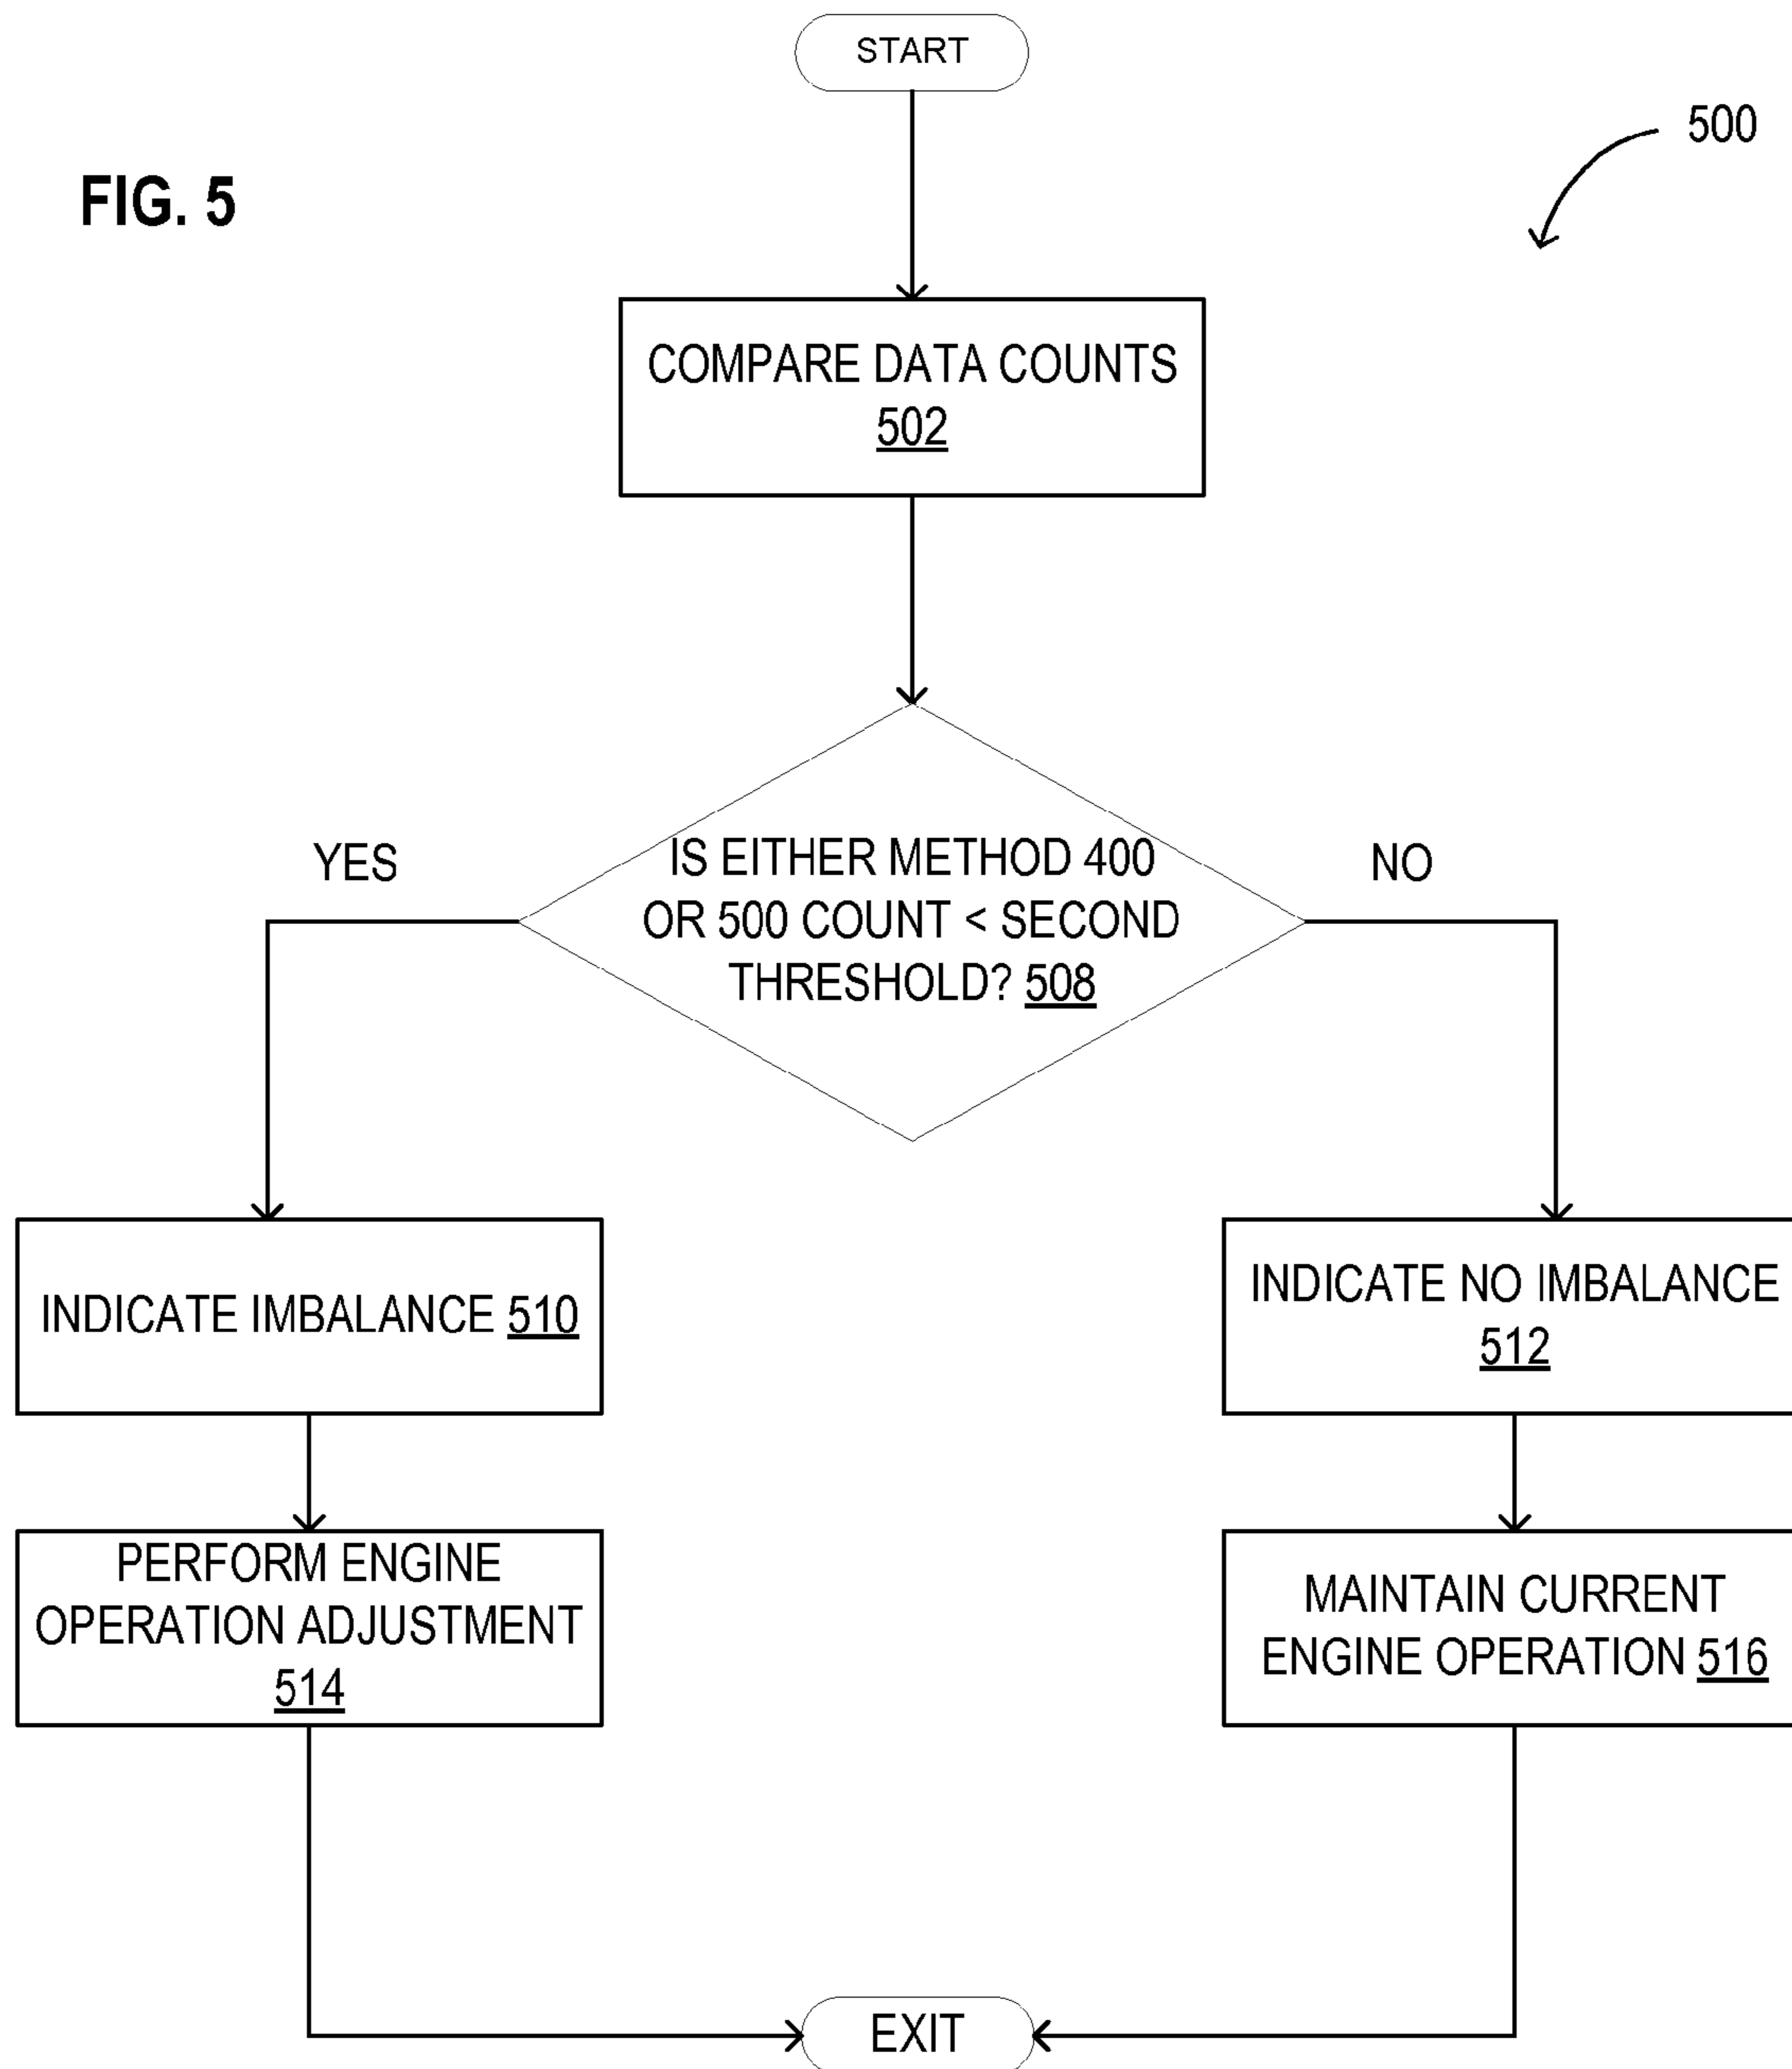 START
500
FIG. 5
COMPARE DATA COUNTS
502
YES
IS EITHER METHOD 400
OR 500 COUNT < SECOND
THRESHOLD? 508
NO
INDICATE IMBALANCE 510
INDICATE NO IMBALANCE
512
PERFORM ENGINE
OPERATION ADJUSTMENT
514
MAINTAIN CURRENT
ENGINE OPERATION 516
EXIT